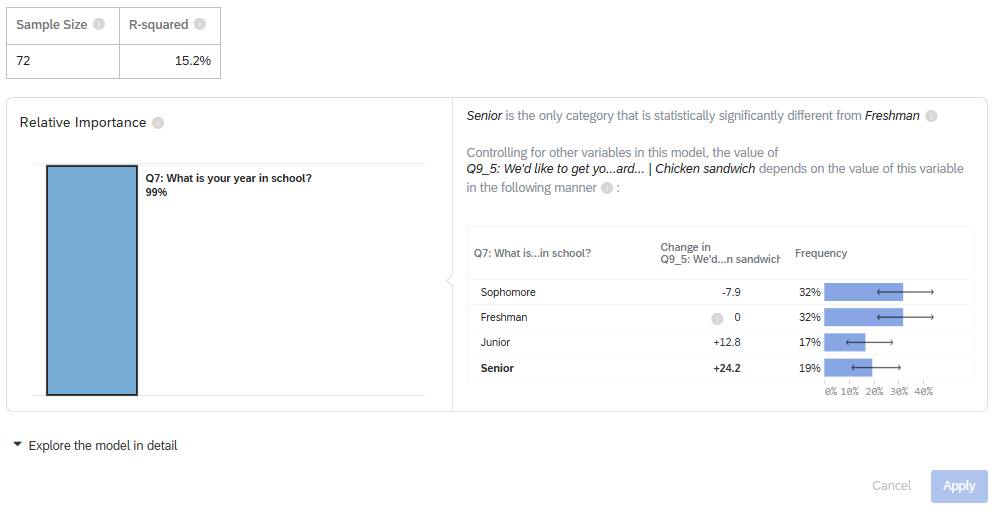 Sample Size R-squared
72 15.2%
Relative Importance
Q7: What is your year in school?
99%
Senior is the only category that is statistically significantly different from Freshman
Controlling for other variables in this model, the value of
Q9_5: We'd like to get yo...ard... | Chicken sandwich depends on the value of this variable
in the following manner :
Q7: What is...in school? Change in Q9_5: We'd...n sandwich Frequency
Sophomore -7.9 32%
Freshman 0 32%
Junior +12.8 17%
Senior +24.2 19%
0% 10% 20% 30% 40%
Explore the model in detail
Cancel Apply